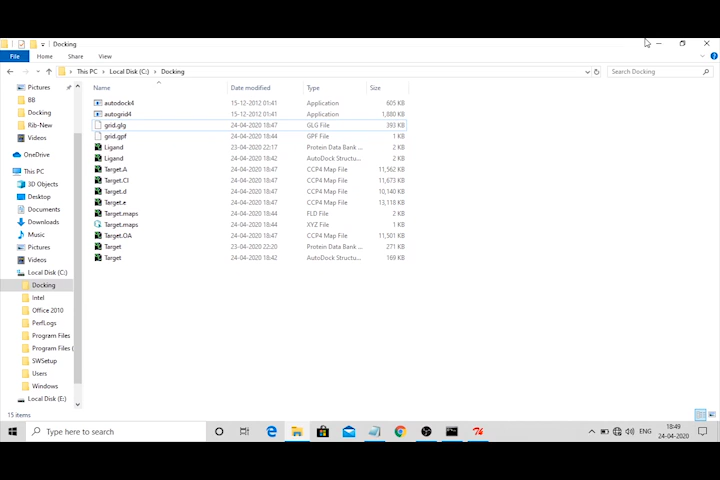 Docking
File Home Share View
This PC > Local Disk (C:) > Docking
Search Docking
Name Date modified Type Size
Pictures
BB
Docking
Rib-New
Videos
OneDrive
This PC
3D Objects
Desktop
Documents
Downloads
Music
Pictures
Videos
Local Disk (C:)
Docking
Intel
Office 2010
PerfLogs
Program Files
Program Files (
SWSetup
Users
Windows
Local Disk (E:)
autodock4 15-12-2012 01:41 Application 605 KB
autogrid4 15-12-2012 01:41 Application 1,880 KB
grid.glg 24-04-2020 18:47 GLG File 393 KB
grid.gpf 24-04-2020 18:44 GPF File 1 KB
Ligand 23-04-2020 22:17 Protein Data Bank ... 2 KB
Ligand 24-04-2020 18:42 AutoDock Structu... 2 KB
Target.A 24-04-2020 18:47 CCP4 Map File 11,562 KB
Target.Cl 24-04-2020 18:47 CCP4 Map File 11,673 KB
Target.d 24-04-2020 18:47 CCP4 Map File 10,140 KB
Target.e 24-04-2020 18:47 CCP4 Map File 13,118 KB
Target.maps 24-04-2020 18:44 FLD File 2 KB
Target.maps 24-04-2020 18:44 XYZ File 1 KB
Target.OA 24-04-2020 18:47 CCP4 Map File 11,501 KB
Target 23-04-2020 22:20 Protein Data Bank ... 271 KB
Target 24-04-2020 18:42 AutoDock Structu... 169 KB
15 items
Type here to search
ENG
18:49
24-04-2020